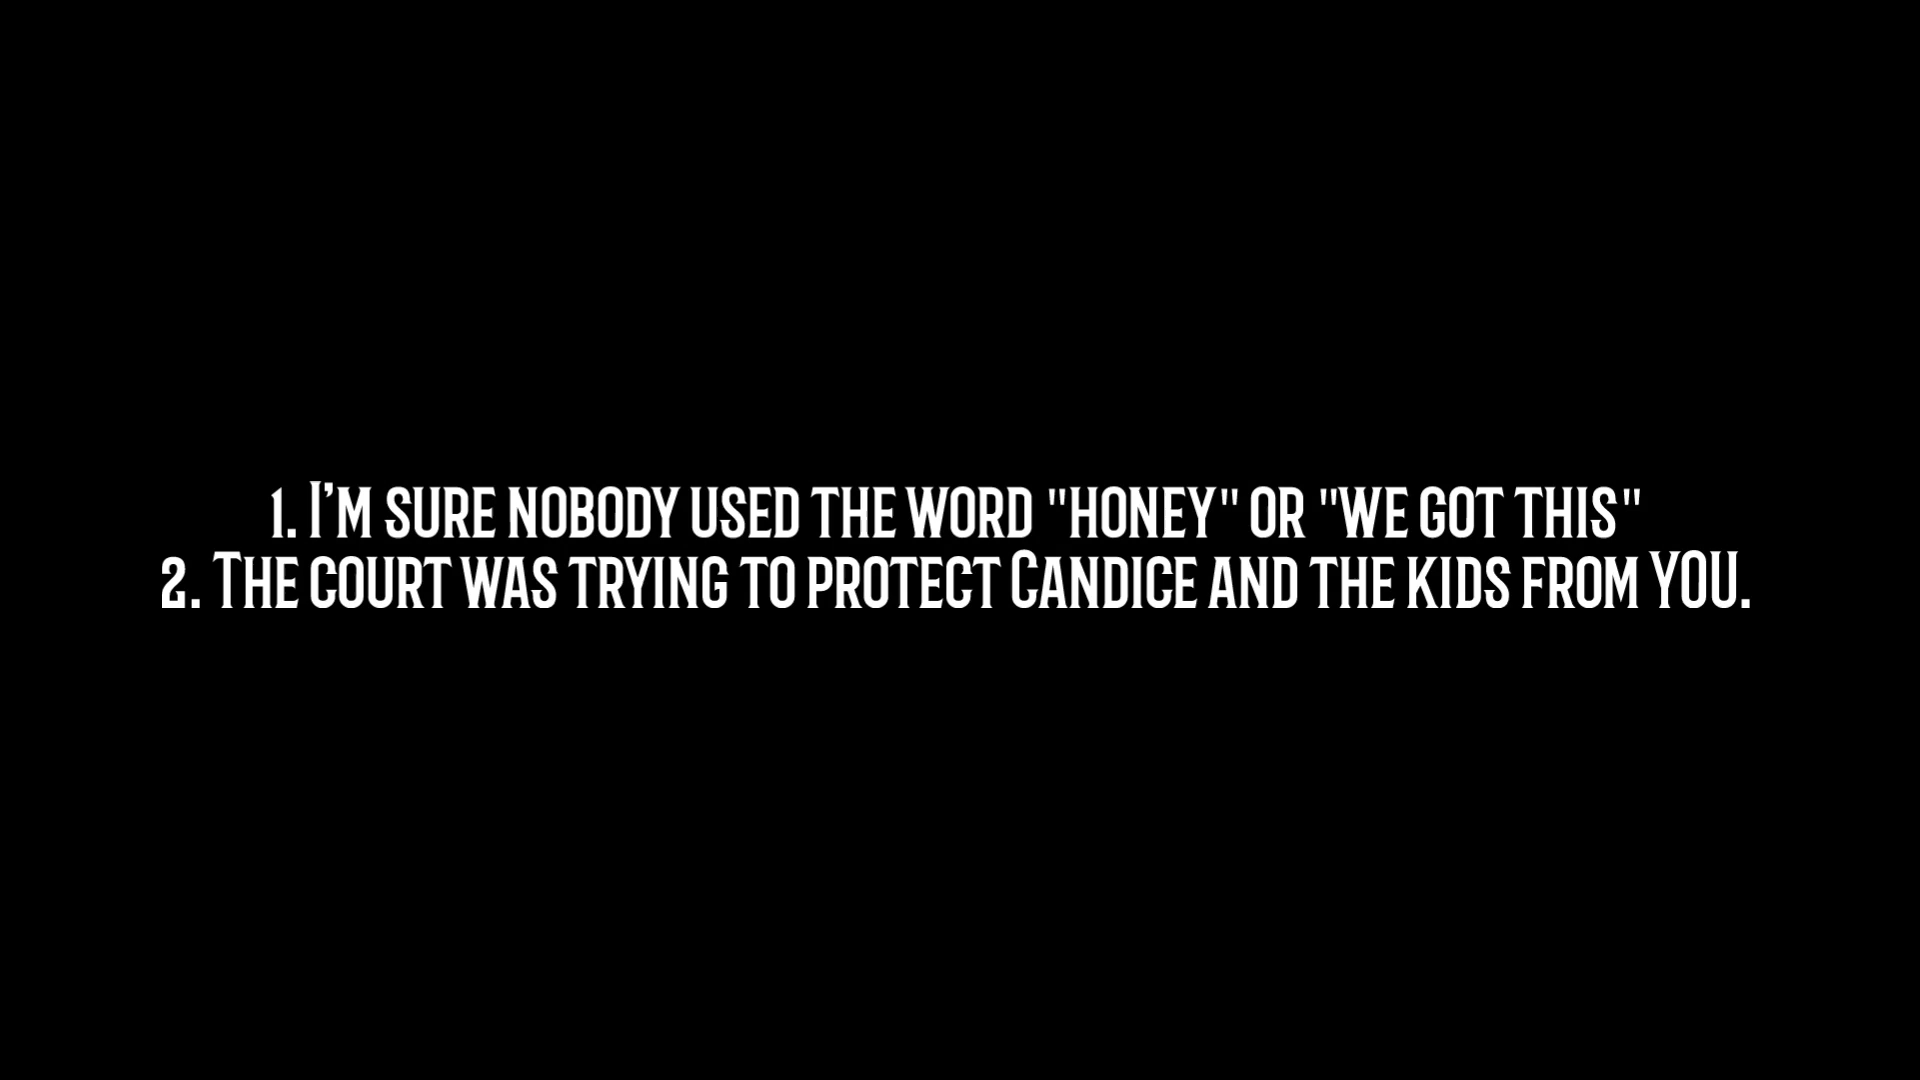 1. I’m sure nobody used the word "honey" or "we got this"
2. The court was trying to protect Candice and the kids from YOU.